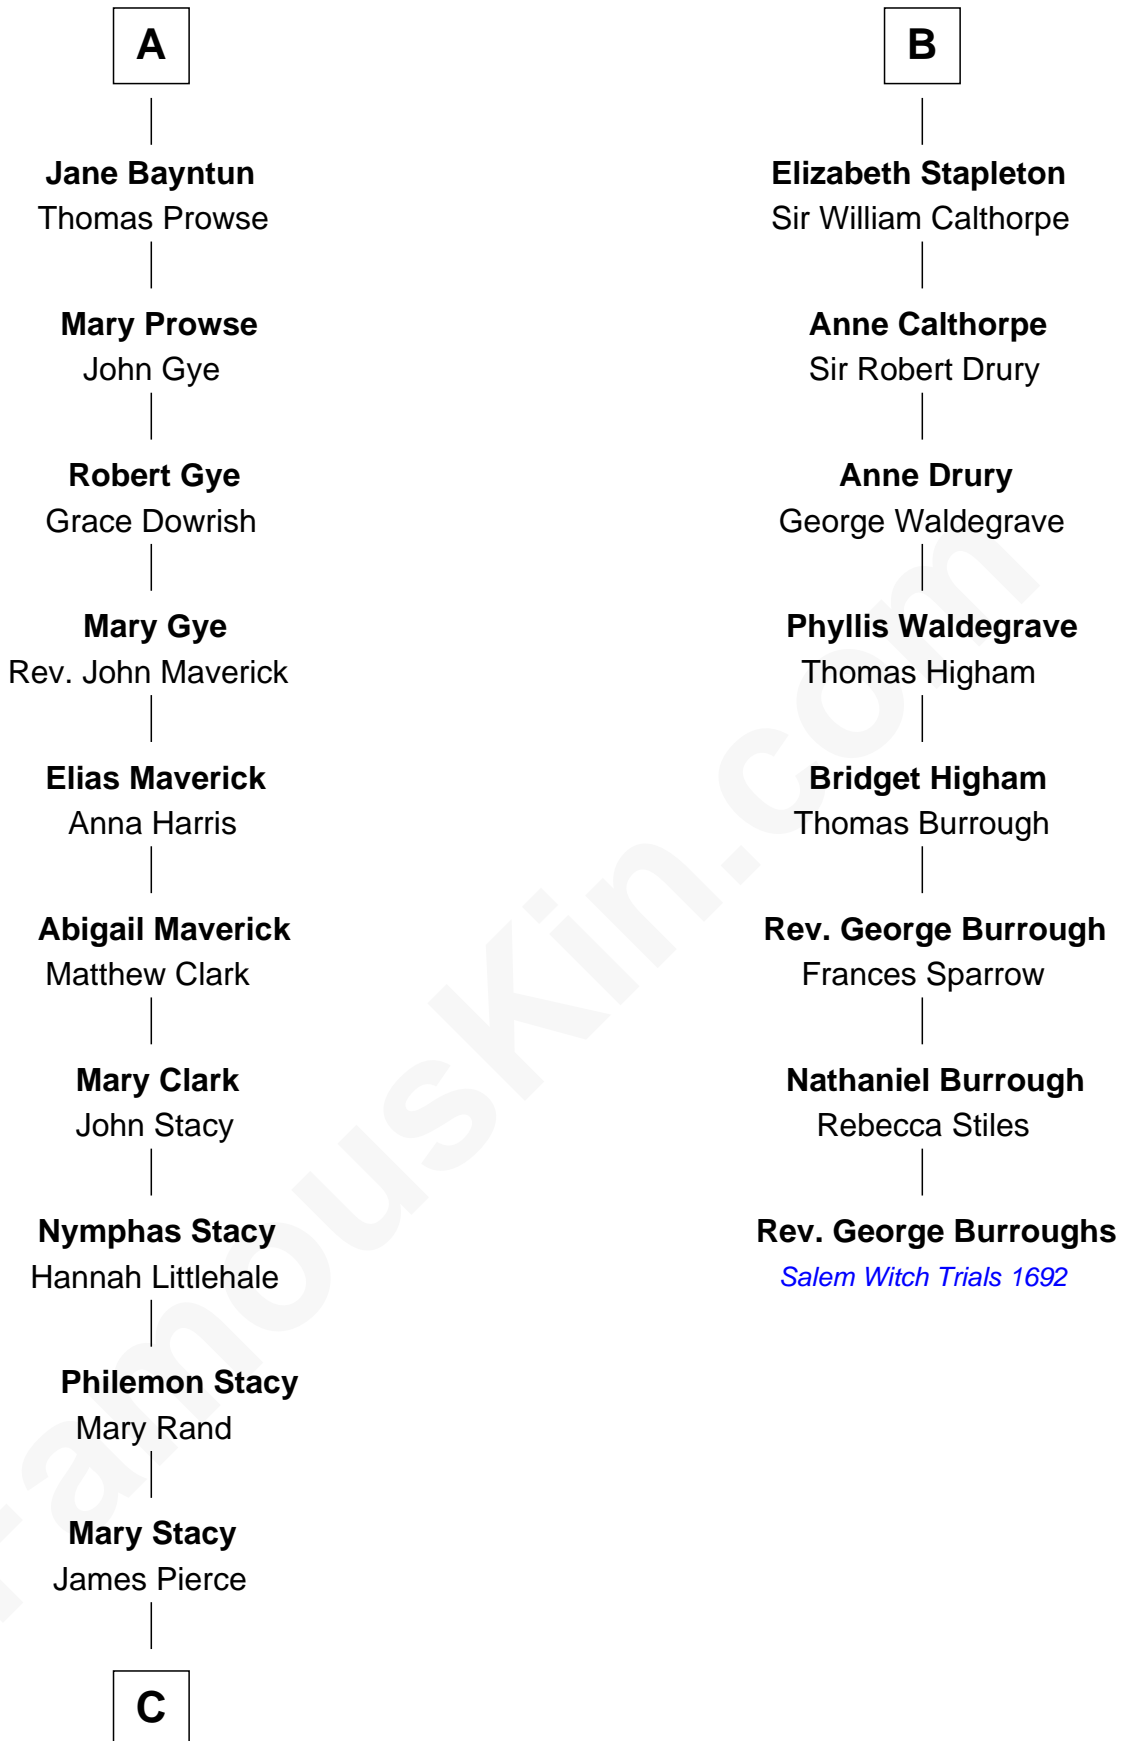 A
Jane Bayntun
Thomas Prowse
Mary Prowse
John Gye
Robert Gye
Grace Dowrish
Mary Gye
Rev. John Maverick
Elias Maverick
Anna Harris
Abigail Maverick
Matthew Clark
Mary Clark
John Stacy
Nymphas Stacy
Hannah Littlehale
Philemon Stacy
Mary Rand
Mary Stacy
James Pierce
C
B
Elizabeth Stapleton
Sir William Calthorpe
Anne Calthorpe
Sir Robert Drury
Anne Drury
George Waldegrave
Phyllis Waldegrave
Thomas Higham
Bridget Higham
Thomas Burrough
Rev. George Burrough
Frances Sparrow
Nathaniel Burrough
Rebecca Stiles
Rev. George Burroughs
Salem Witch Trials 1692
FamousKin.com